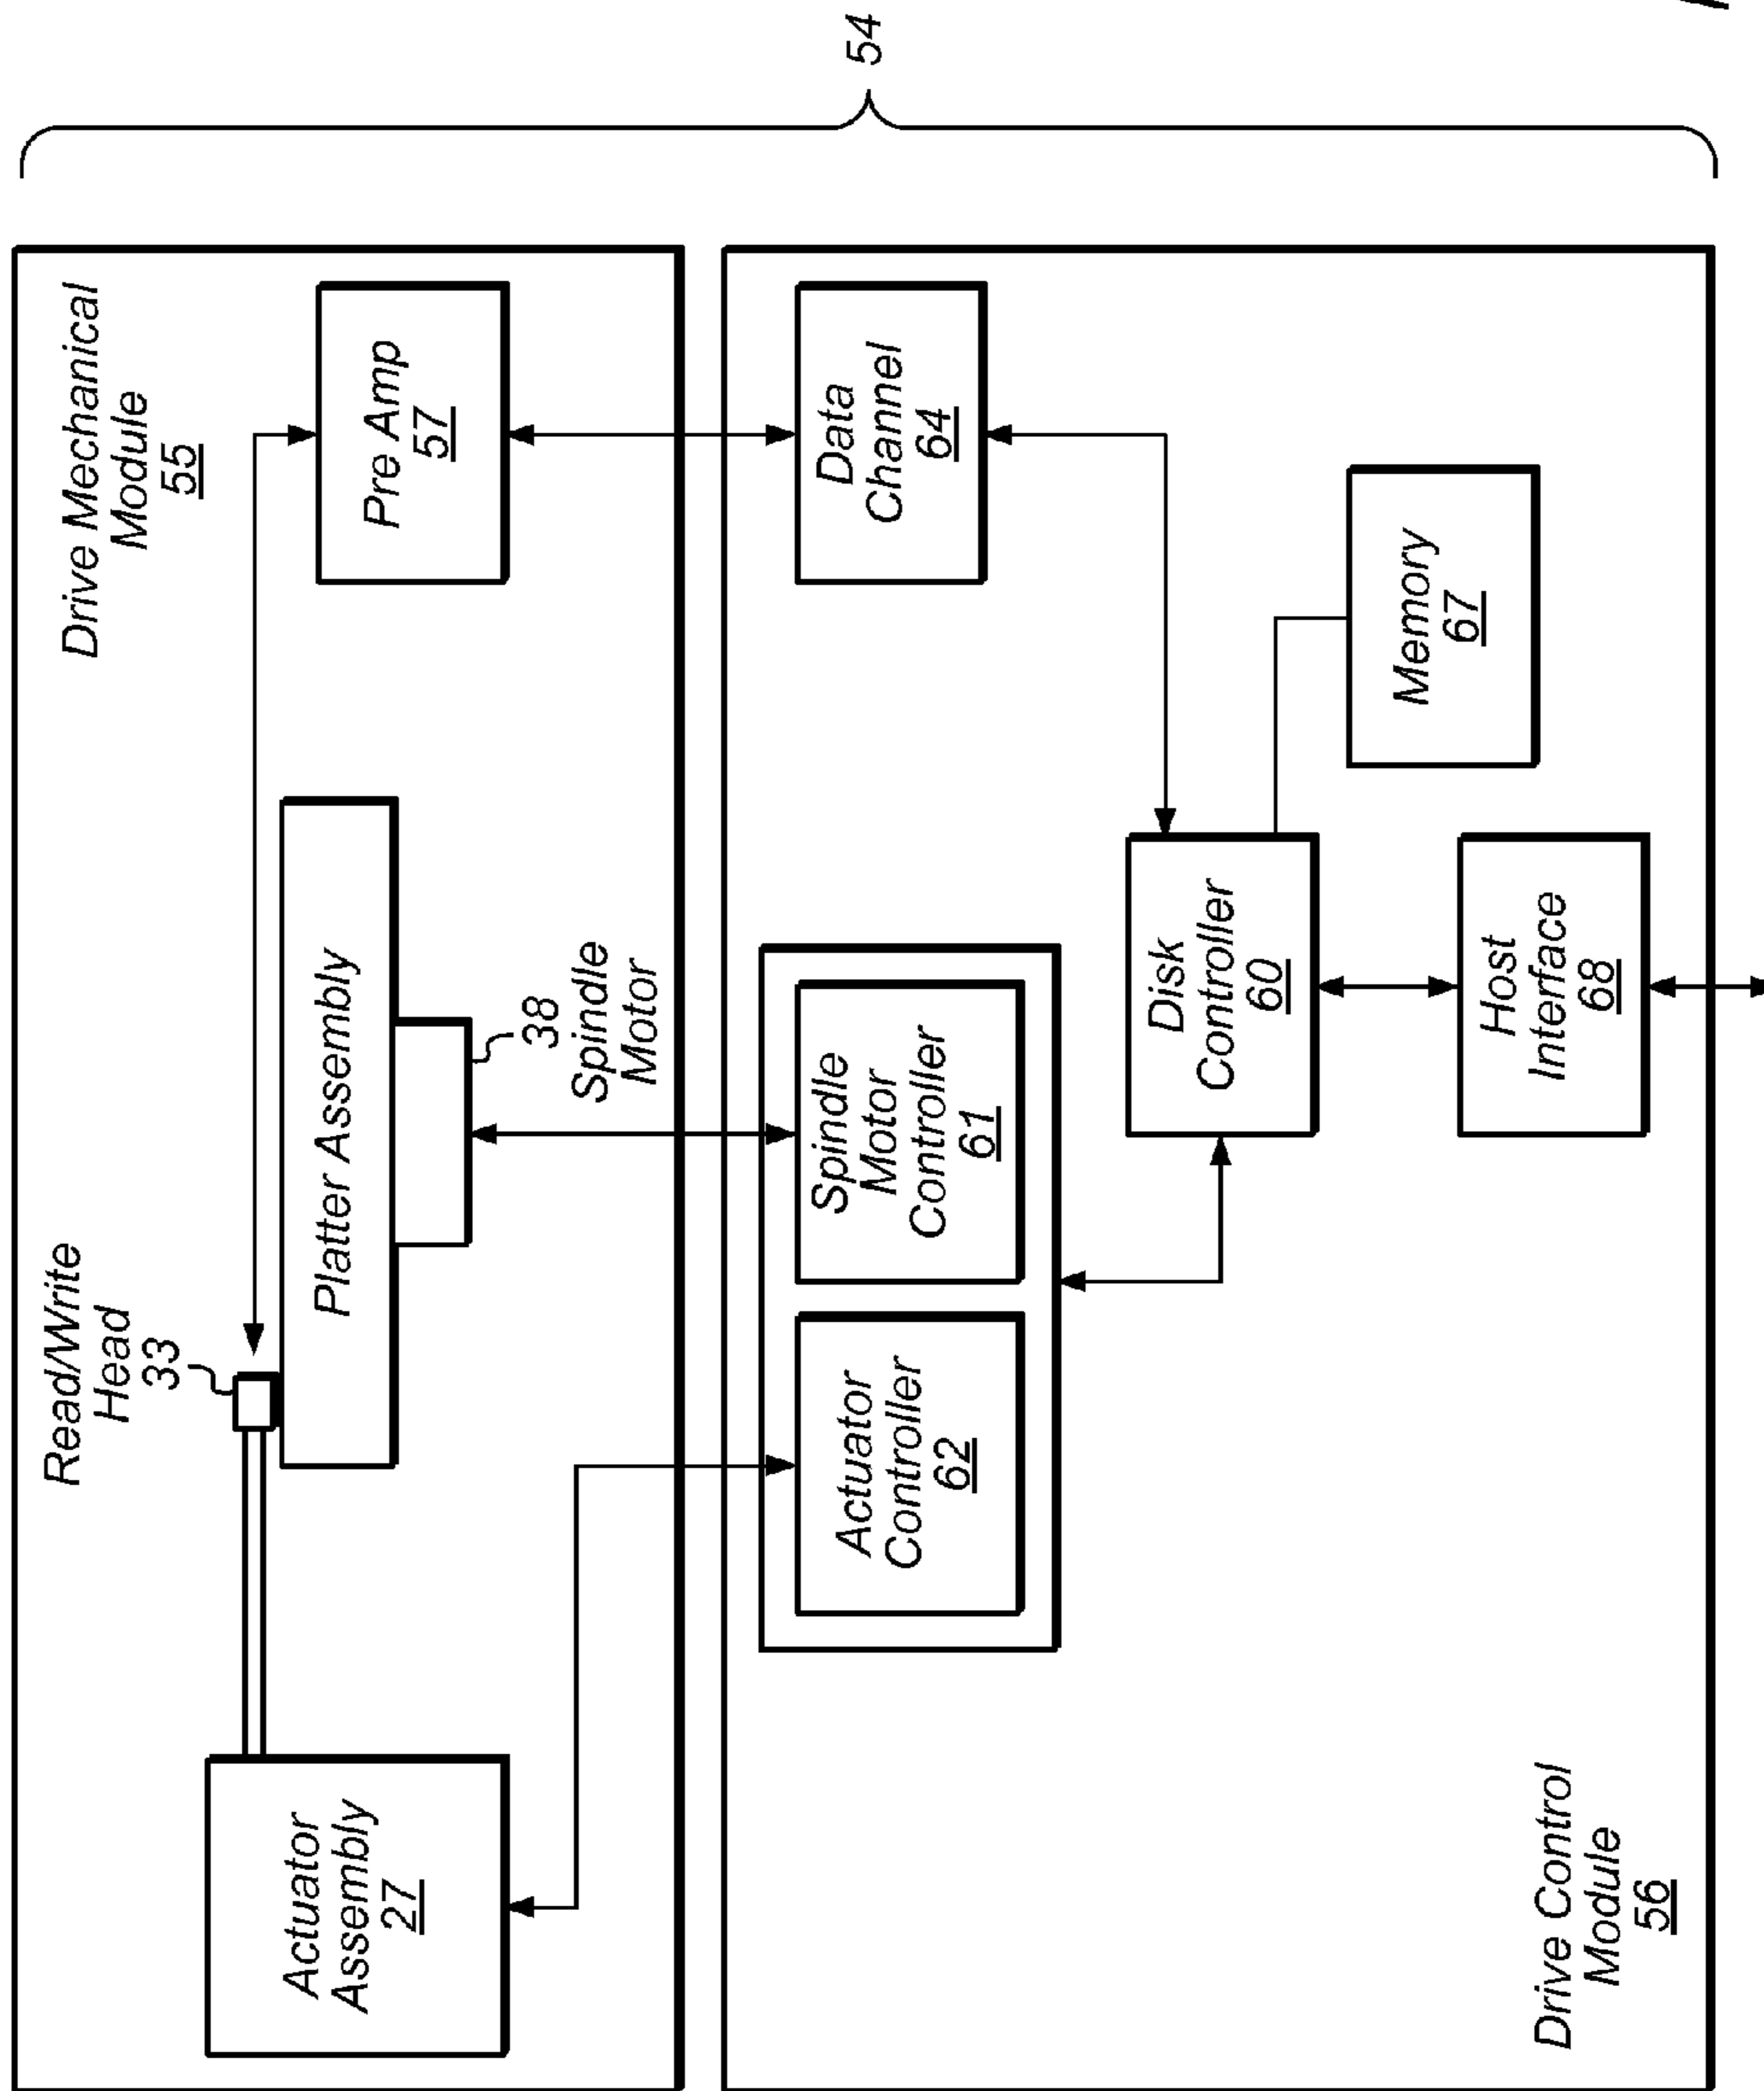 54
Drive Mechanical
Module
55
Pre Amp
57
Read/Write
Head
33
Platter Assembly
38
Spindle
Motor
Actuator
Assembly
27
Data
Channel
64
Spindle
Motor
Controller
61
Actuator
Controller
62
Disk
Controller
60
Memory
67
Host
Interface
68
Drive Control
Module
56